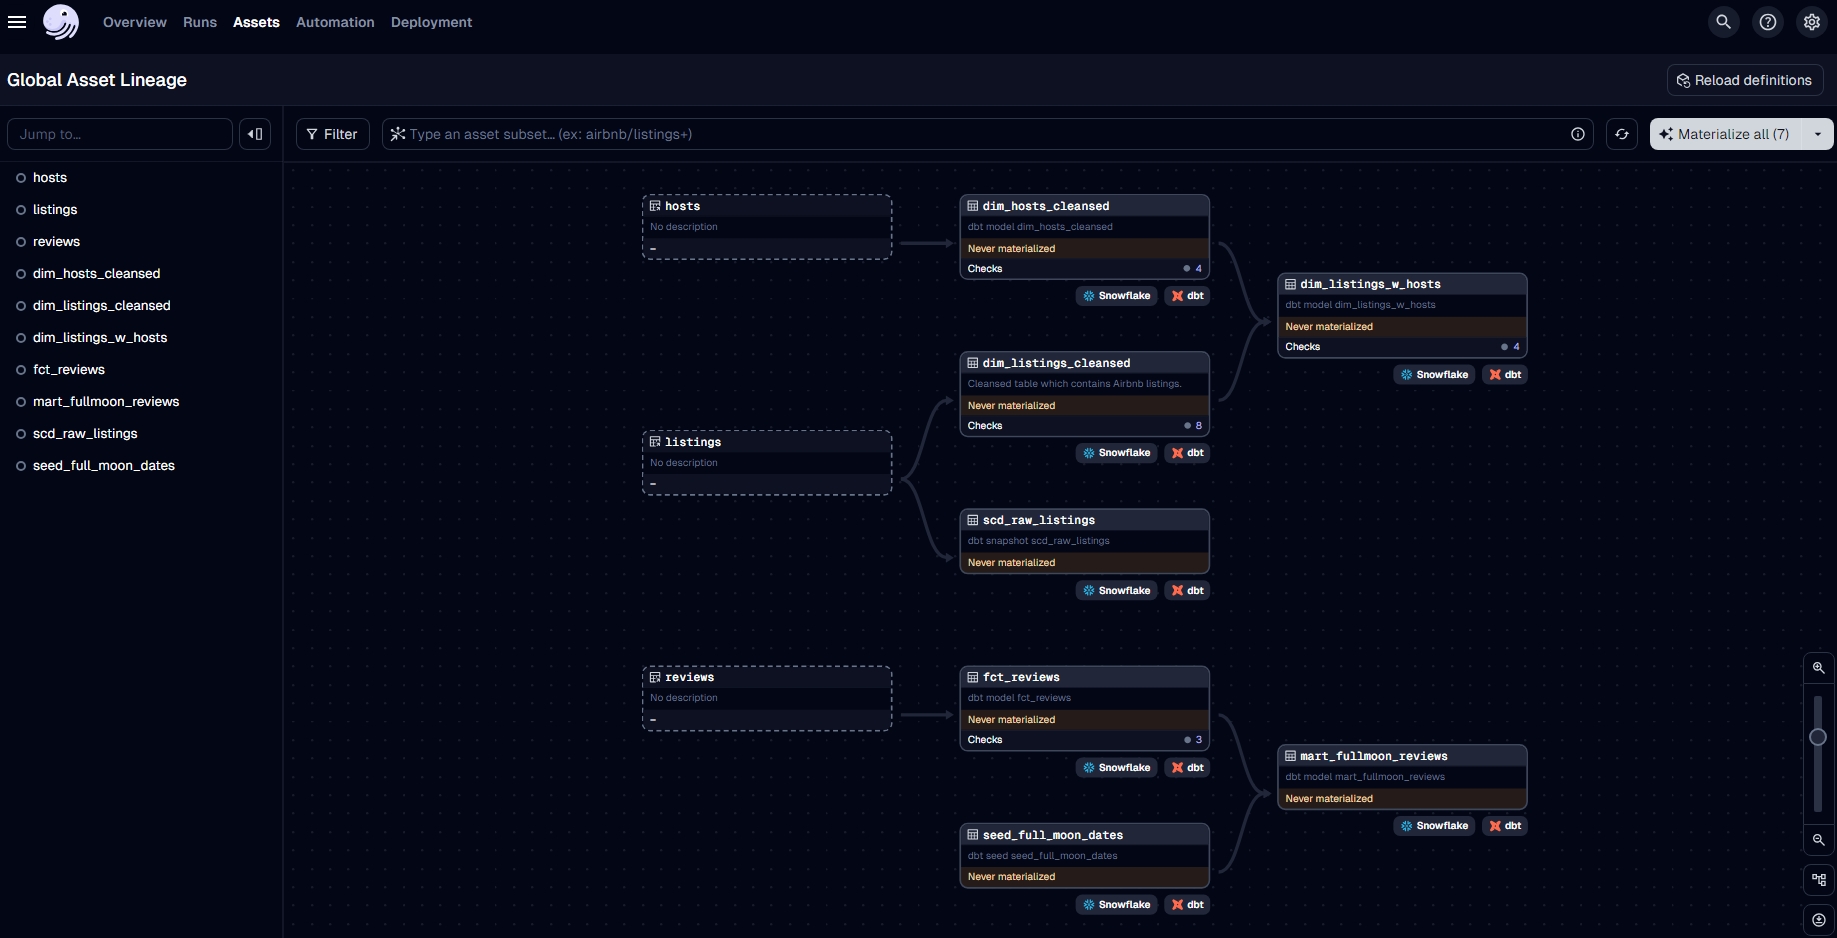 Overview Runs Assets Automation Deployment
Global Asset Lineage
Reload definitions
Jump to...
Filter
Type an asset subset... (ex: airbnb/listings+)
Materialize all (7)
hosts
listings
reviews
dim_hosts_cleansed
dim_listings_cleansed
dim_listings_w_hosts
fct_reviews
mart_fullmoon_reviews
scd_raw_listings
seed_full_moon_dates
hosts
No description
–
dim_hosts_cleansed
dbt model dim_hosts_cleansed
Never materialized
Checks 4
Snowflake dbt
dim_listings_w_hosts
dbt model dim_listings_w_hosts
Never materialized
Checks 4
Snowflake dbt
dim_listings_cleansed
Cleansed table which contains Airbnb listings.
Never materialized
Checks 8
Snowflake dbt
listings
No description
–
scd_raw_listings
dbt snapshot scd_raw_listings
Never materialized
Snowflake dbt
reviews
No description
–
fct_reviews
dbt model fct_reviews
Never materialized
Checks 3
Snowflake dbt
mart_fullmoon_reviews
dbt model mart_fullmoon_reviews
Never materialized
Snowflake dbt
seed_full_moon_dates
dbt seed seed_full_moon_dates
Never materialized
Snowflake dbt